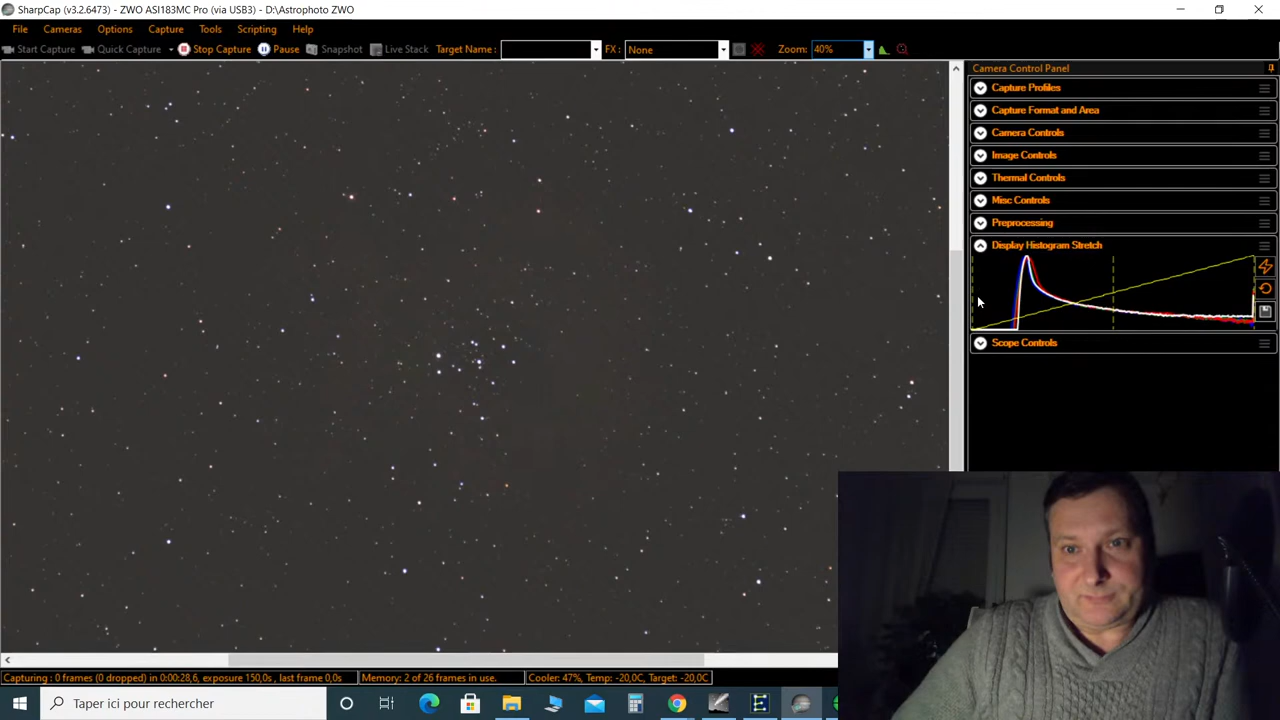 SharpCap (v3.2.6473) - ZWO ASI183MC Pro (via USB3) - D:\Astrophoto ZWO
File Cameras Options Capture Tools Scripting Help
Start Capture Quick Capture Stop Capture Pause Snapshot Live Stack Target Name : FX : None Zoom: 40%
Camera Control Panel
Capture Profiles
Capture Format and Area
Camera Controls
Image Controls
Thermal Controls
Misc Controls
Preprocessing
Display Histogram Stretch
Scope Controls
Capturing : 0 frames (0 dropped) in 0:00:28,6, exposure 150,0s , last frame 0,0s
Memory: 2 of 26 frames in use.
Cooler: 47%, Temp: -20,0C, Target: -20,0C
Taper ici pour rechercher